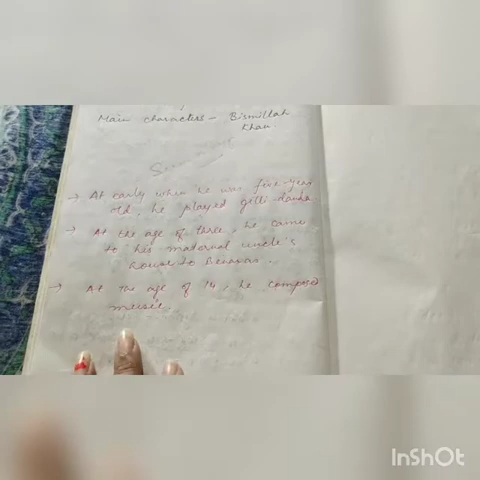 Main characters - Bismillah
Khan.
Summary
→ At early when he was five-year
old, he played gilli-danda
→ At the age of three, he came
to his maternal uncle's
house to Benaras.
→ At the age of 14, he composed
music.
InShOt